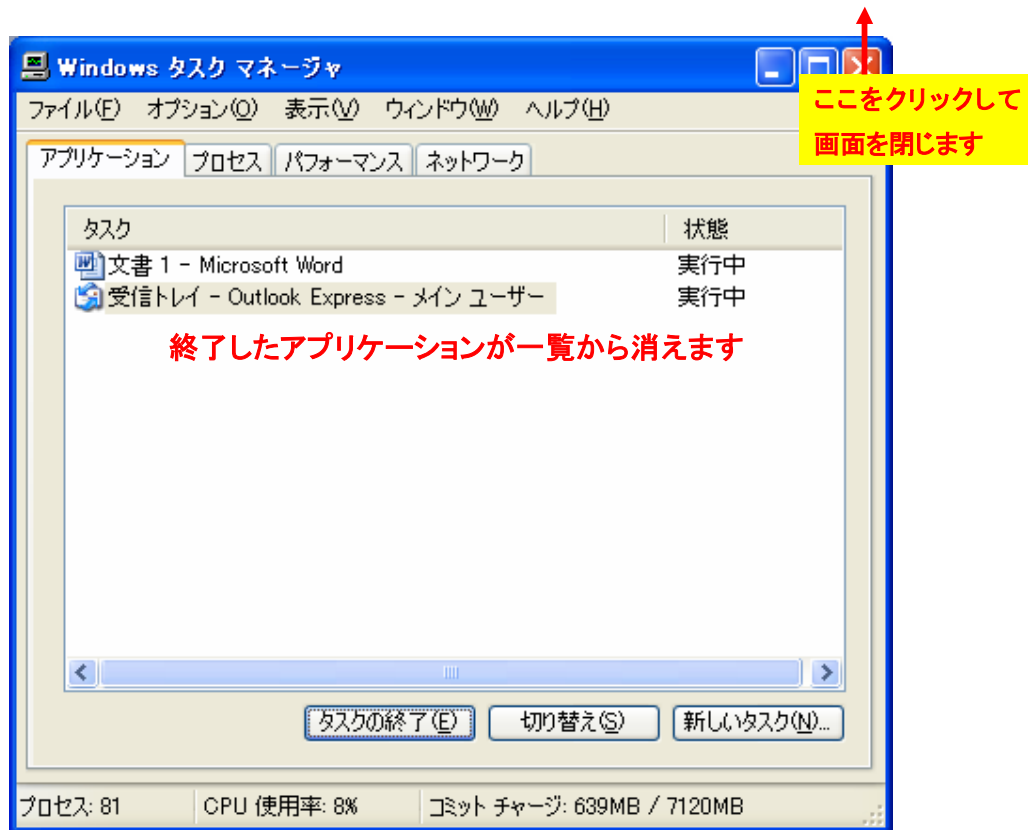 Windows タスク マネージャ
ここをクリックして
画面を閉じます
ファイル(F) オプション(O) 表示(V) ウィンドウ(W) ヘルプ(H)
アプリケーション プロセス パフォーマンス ネットワーク
タスク 状態
文書 1 - Microsoft Word 実行中
受信トレイ - Outlook Express - メイン ユーザー 実行中
終了したアプリケーションが一覧から消えます
タスクの終了(E) 切り替え(S) 新しいタスク(N)...
プロセス: 81 CPU 使用率: 8% コミット チャージ: 639MB / 7120MB